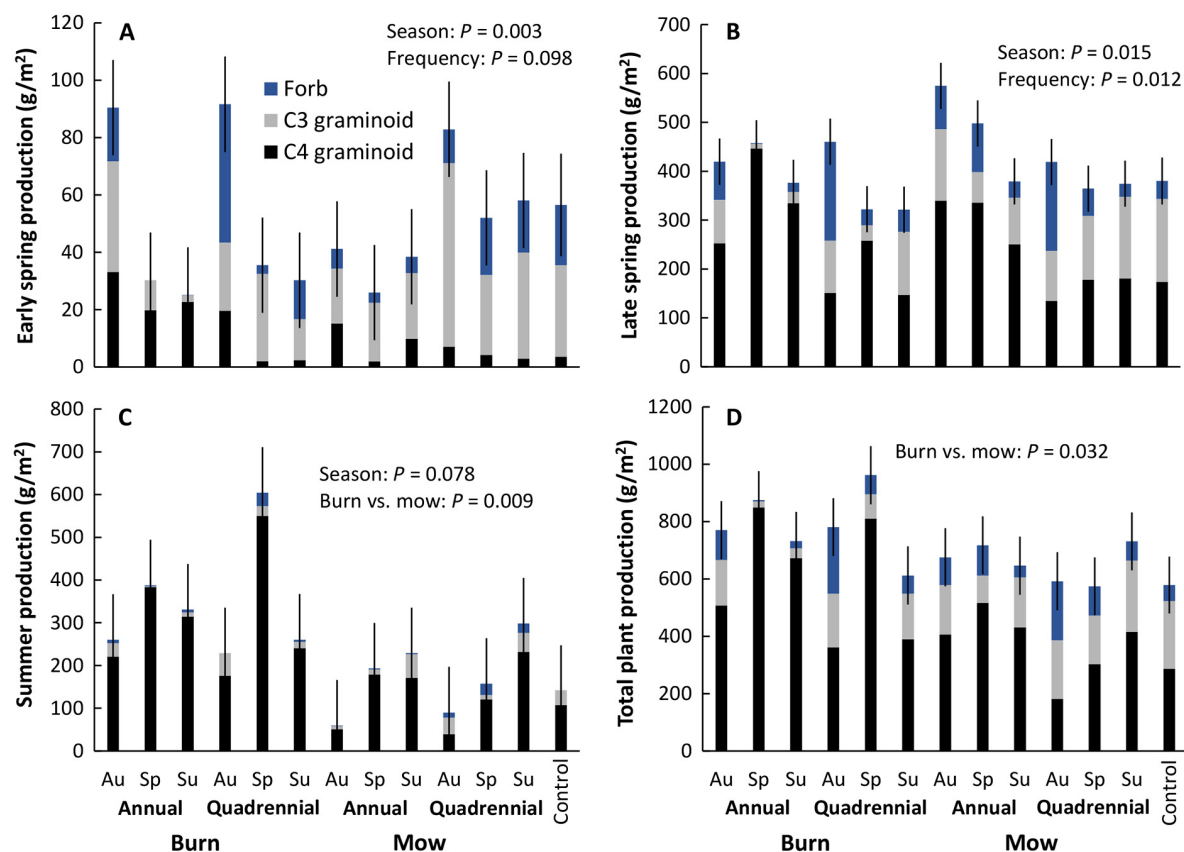 A
Season: P = 0.003
Frequency: P = 0.098
Forb
C3 graminoid
C4 graminoid
Early spring production (g/m²)
120
100
80
60
40
20
0
B
Season: P = 0.015
Frequency: P = 0.012
Late spring production (g/m²)
700
600
500
400
300
200
100
0
C
Season: P = 0.078
Burn vs. mow: P = 0.009
Summer production (g/m²)
800
700
600
500
400
300
200
100
0
Au Sp Su Au Sp Su Au Sp Su Au Sp Su Control
Annual Quadrennial Annual Quadrennial
Burn Mow
D
Burn vs. mow: P = 0.032
Total plant production (g/m²)
1200
1000
800
600
400
200
0
Au Sp Su Au Sp Su Au Sp Su Au Sp Su Control
Annual Quadrennial Annual Quadrennial
Burn Mow